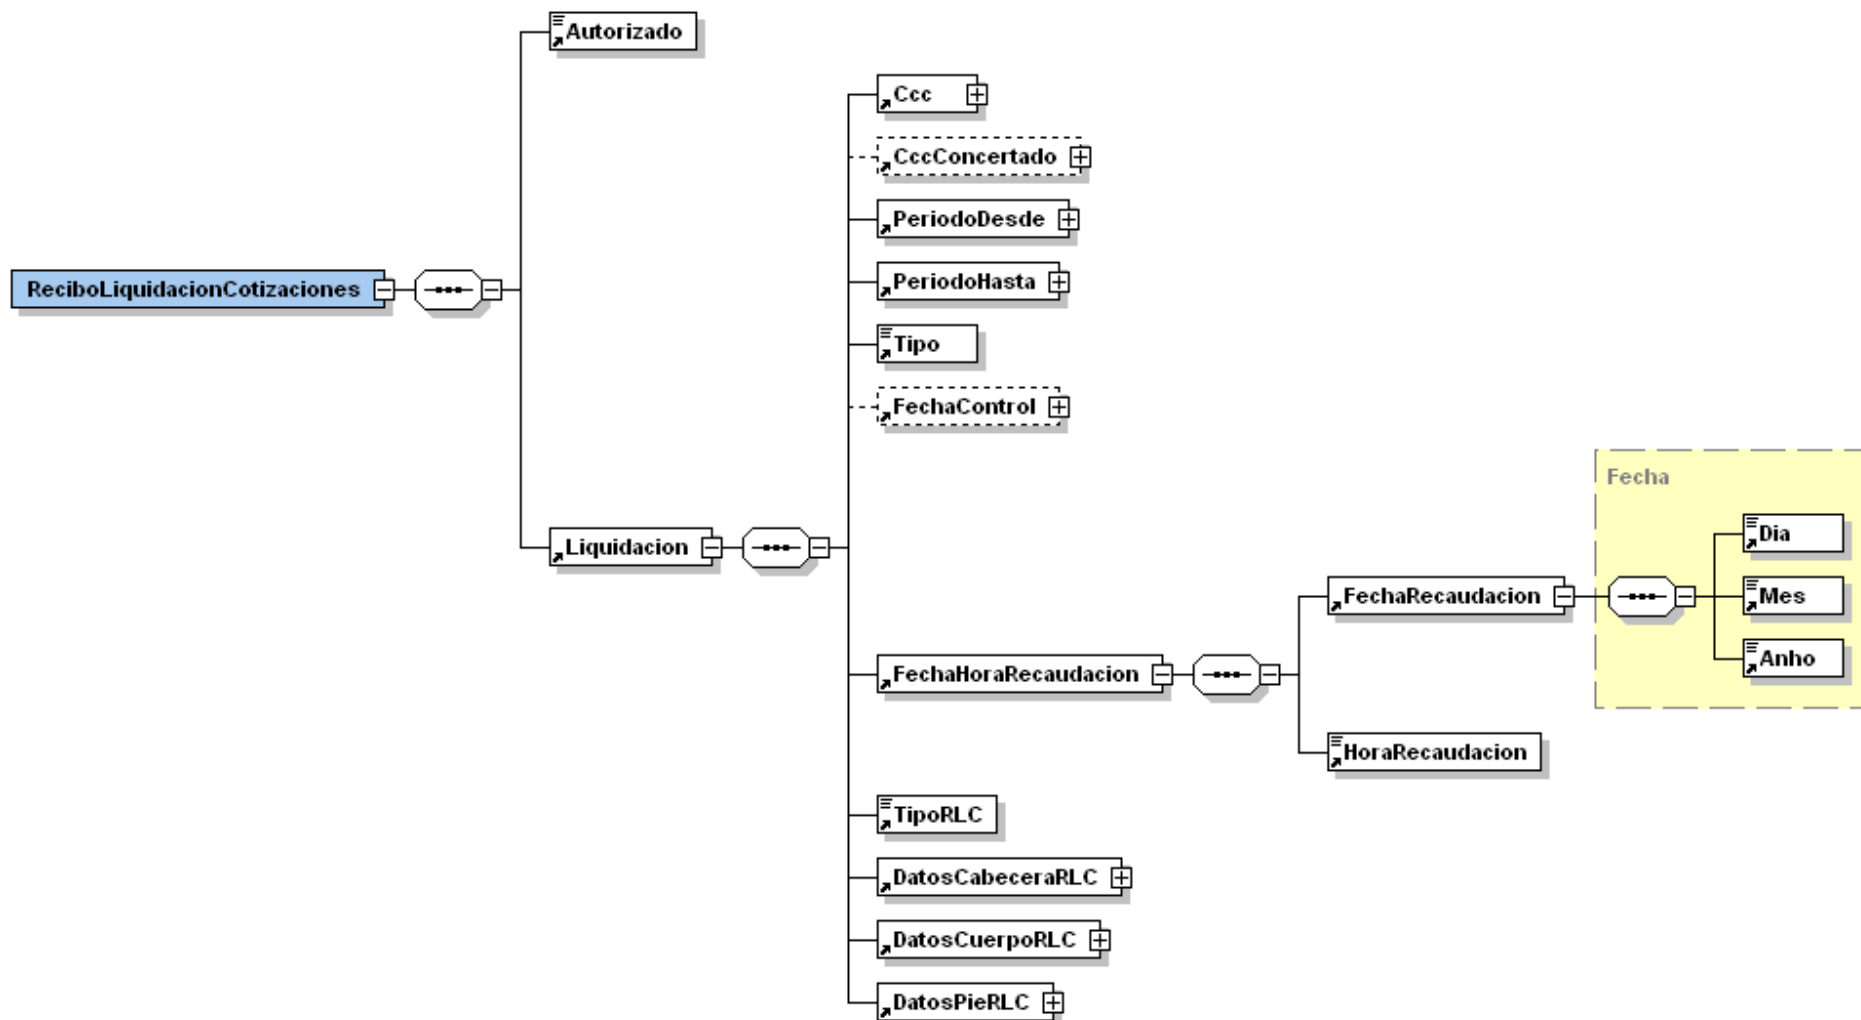 Autorizado
Ccc
CccConcertado
PeriodoDesde
PeriodoHasta
ReciboLiquidacionCotizaciones
Tipo
FechaControl
Fecha
Liquidacion
Dia
FechaRecaudacion
Mes
Anho
FechaHoraRecaudacion
HoraRecaudacion
TipoRLC
DatosCabeceraRLC
DatosCuerpoRLC
DatosPieRLC